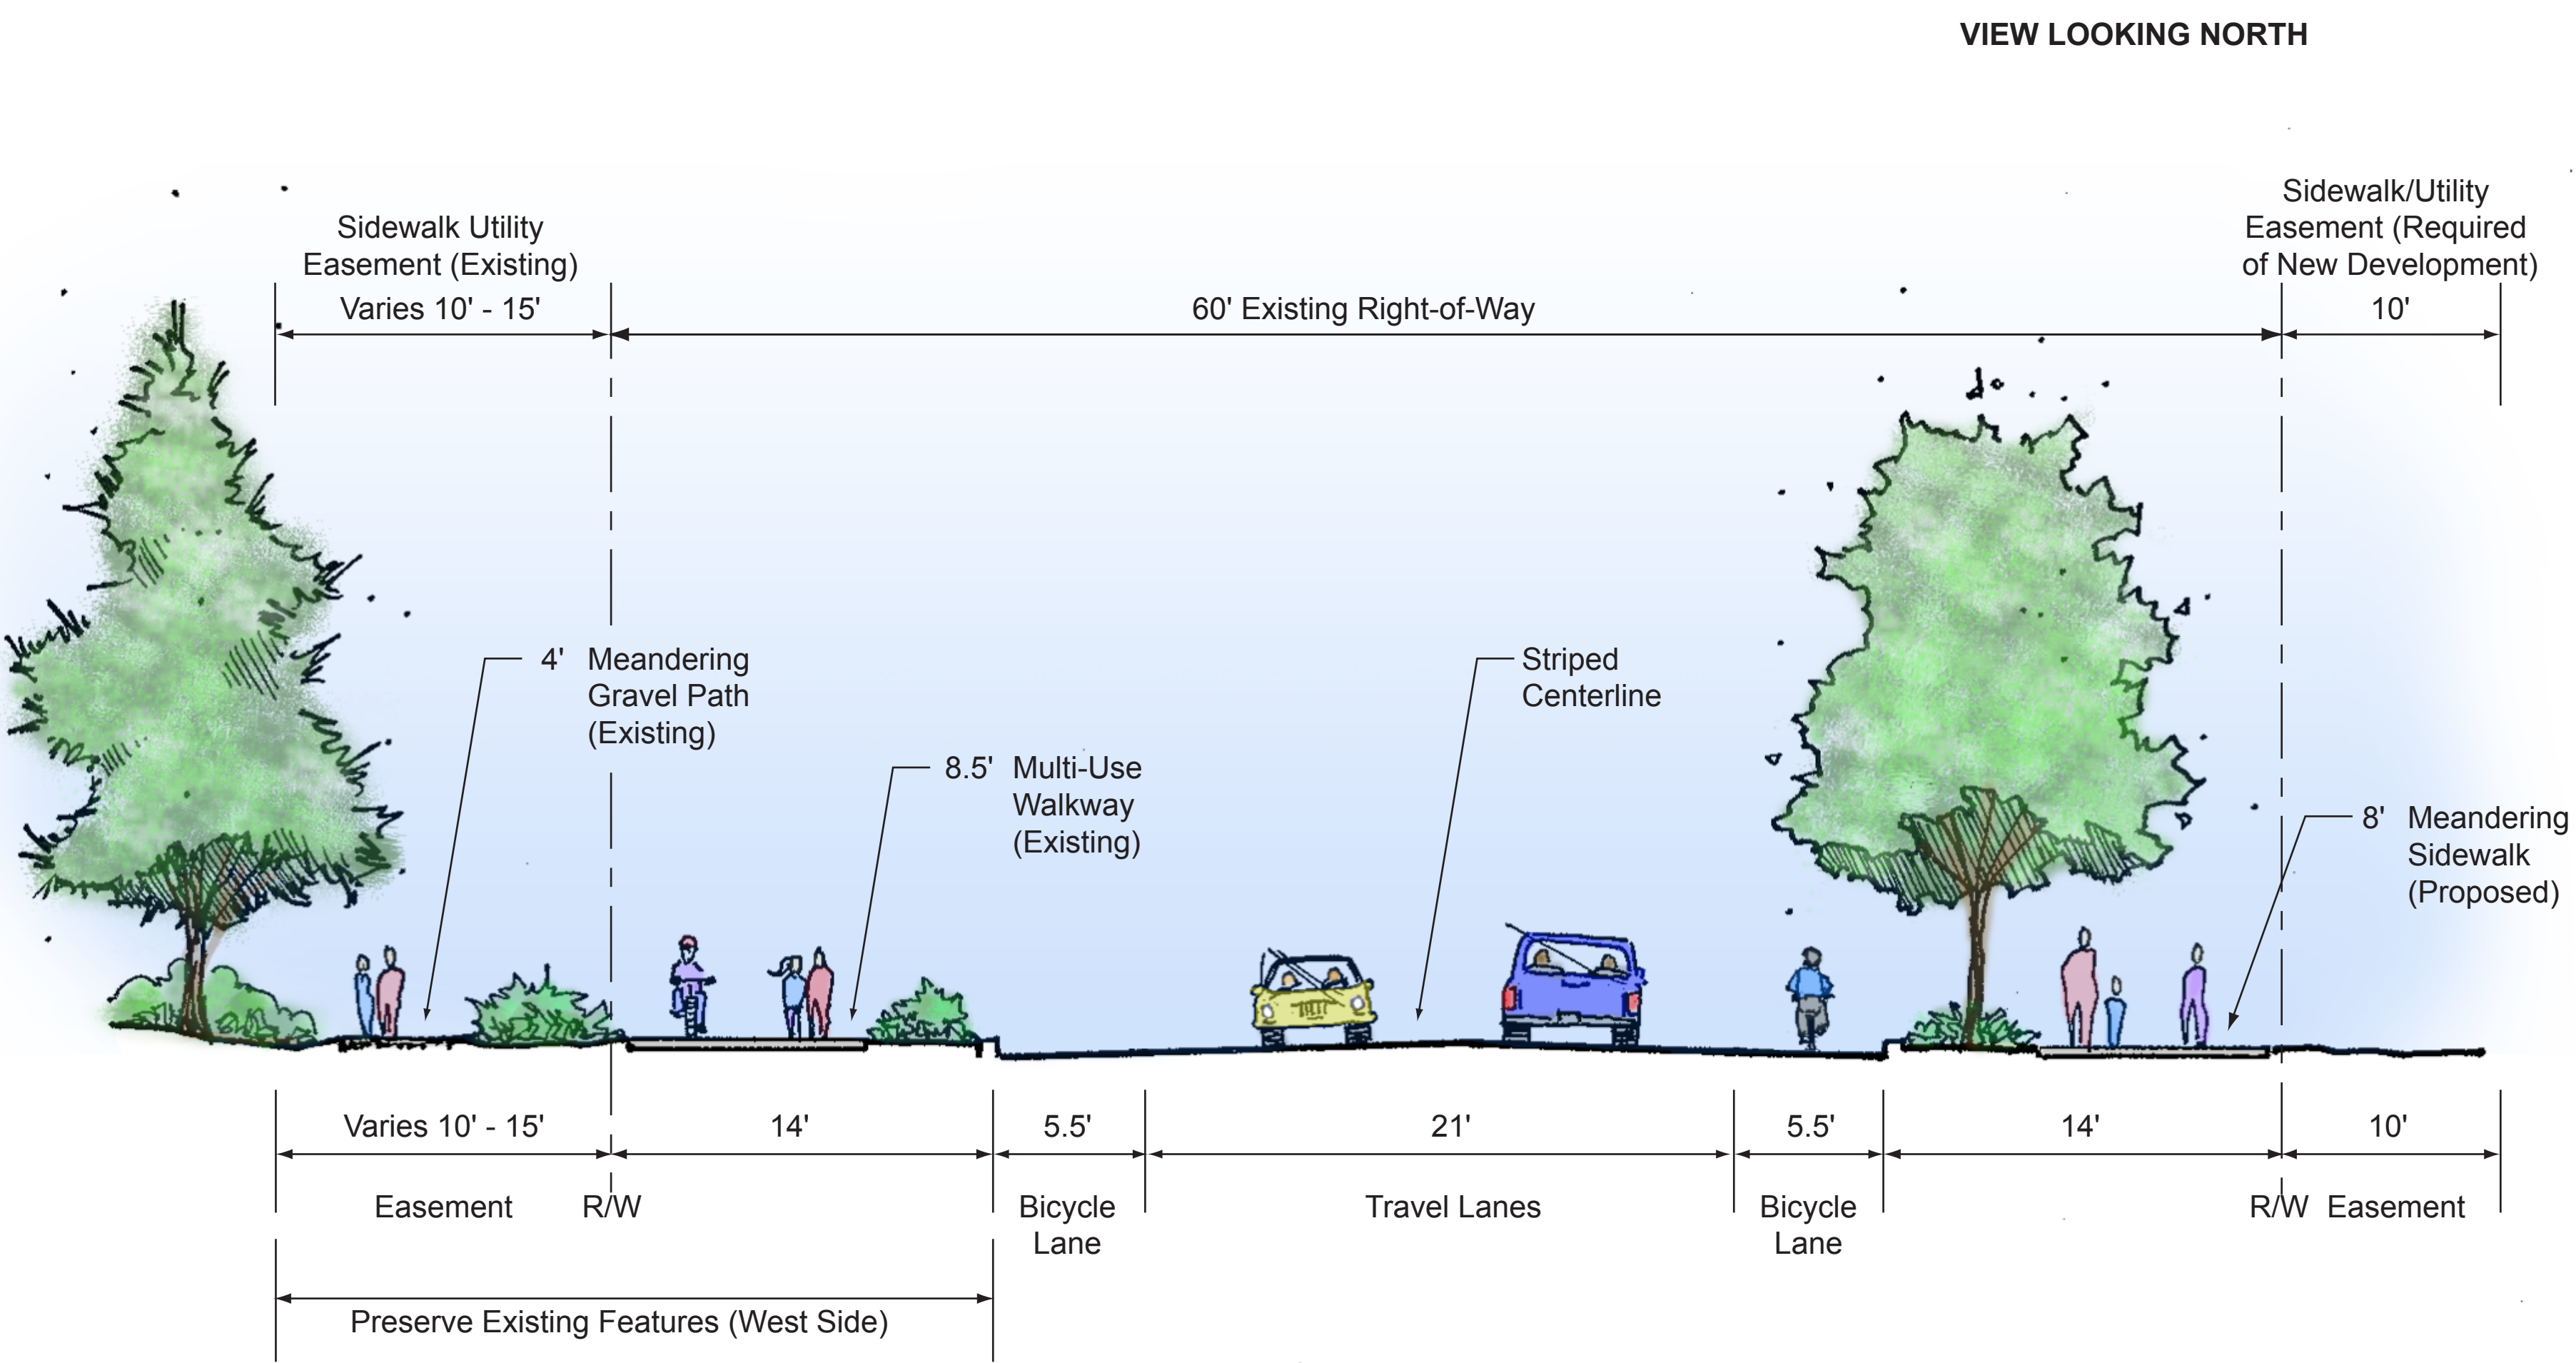 VIEW LOOKING NORTH
Sidewalk Utility
Easement (Existing)
Varies 10' - 15'
60' Existing Right-of-Way
Sidewalk/Utility
Easement (Required
of New Development)
10'
4' Meandering
Gravel Path
(Existing)
8.5' Multi-Use
Walkway
(Existing)
Striped
Centerline
8' Meandering
Sidewalk
(Proposed)
Varies 10' - 15'
14'
5.5'
21'
5.5'
14'
10'
Easement
R/W
Bicycle
Lane
Travel Lanes
Bicycle
Lane
R/W
Easement
Preserve Existing Features (West Side)